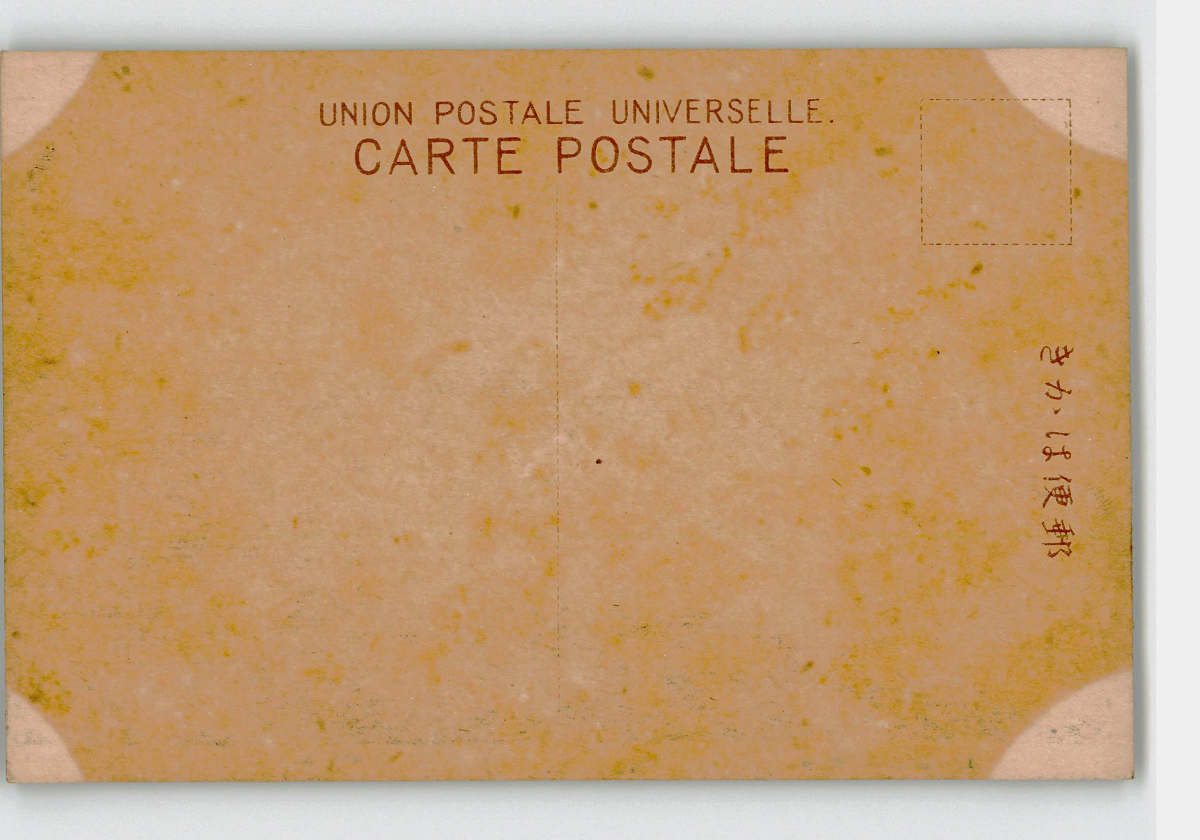 UNION POSTALE UNIVERSELLE.
CARTE POSTALE
きかは便郵